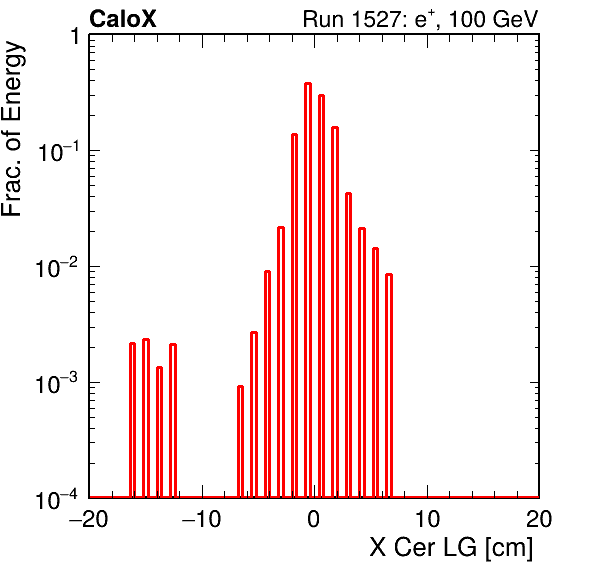 CaloX Run 1527: e⁺, 100 GeV
Frac. of Energy
1
10⁻¹
10⁻²
10⁻³
10⁻⁴
−20 −10 0 10 20
X Cer LG [cm]